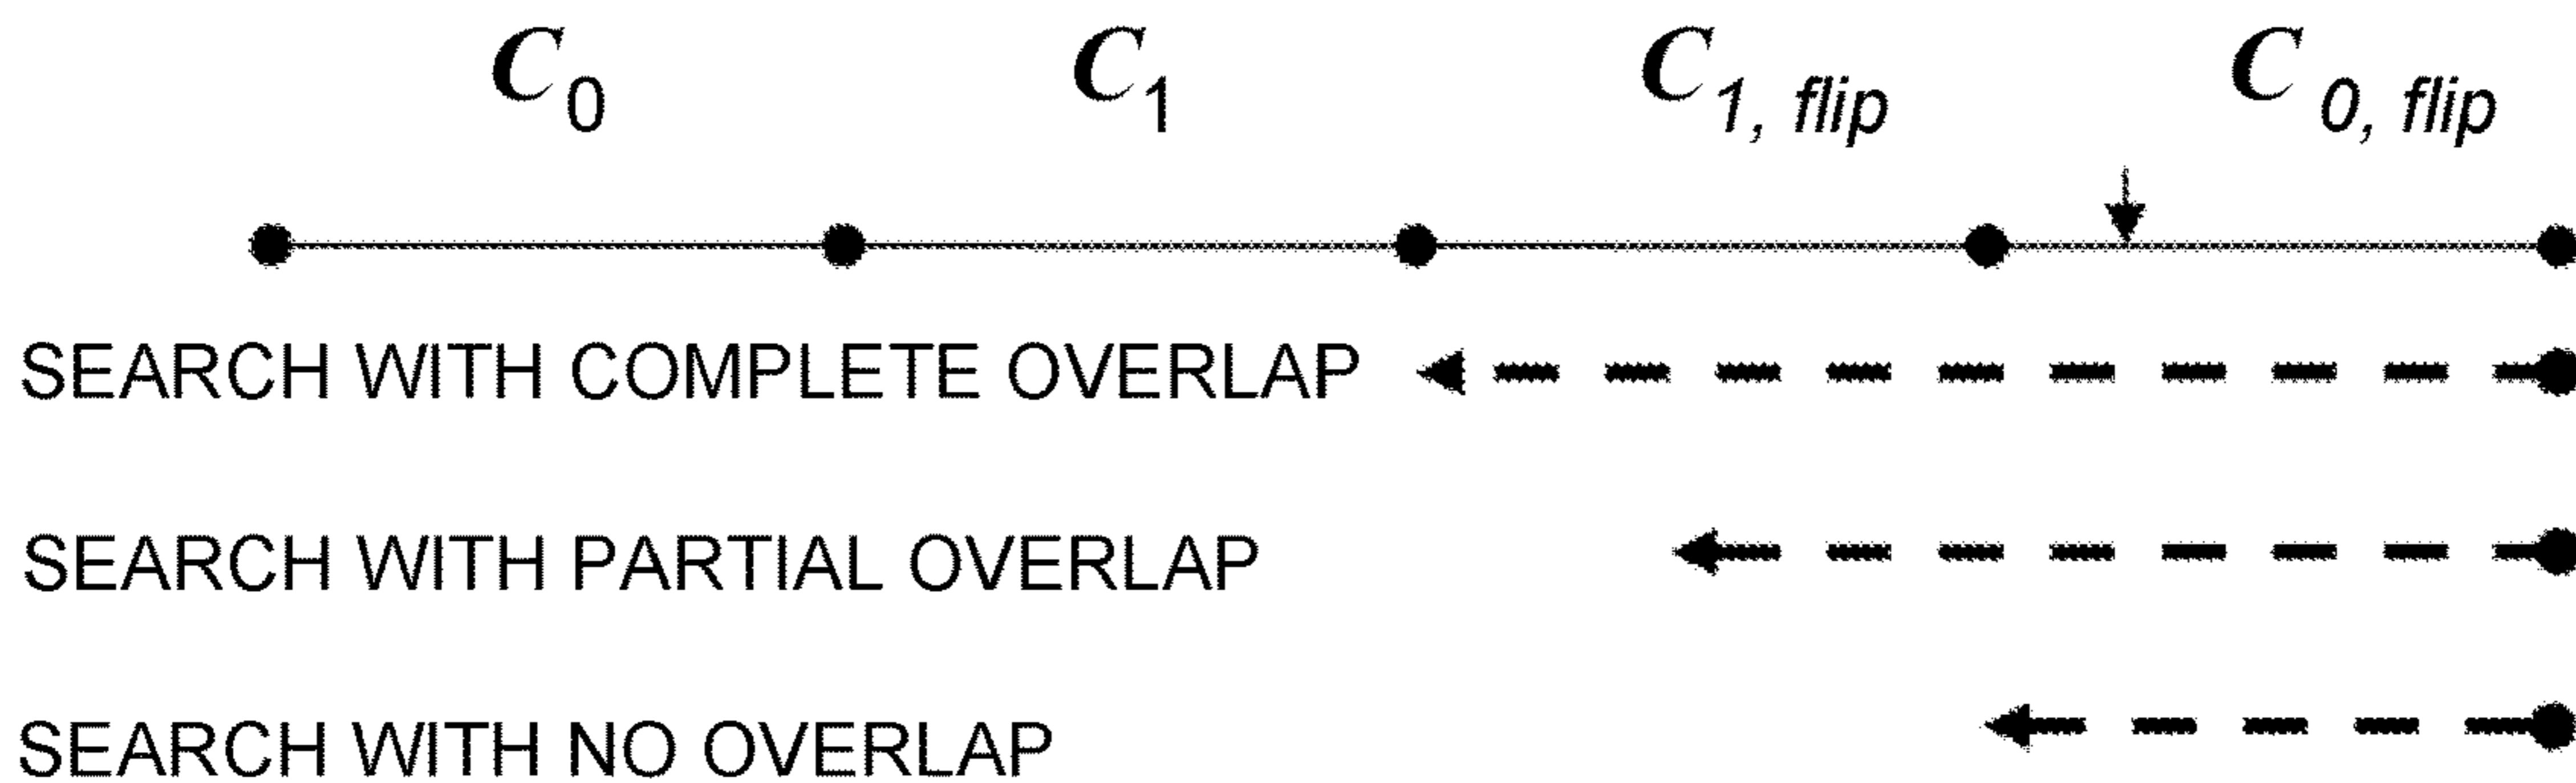 C0 C1 C1, flip C0, flip
SEARCH WITH COMPLETE OVERLAP
SEARCH WITH PARTIAL OVERLAP
SEARCH WITH NO OVERLAP